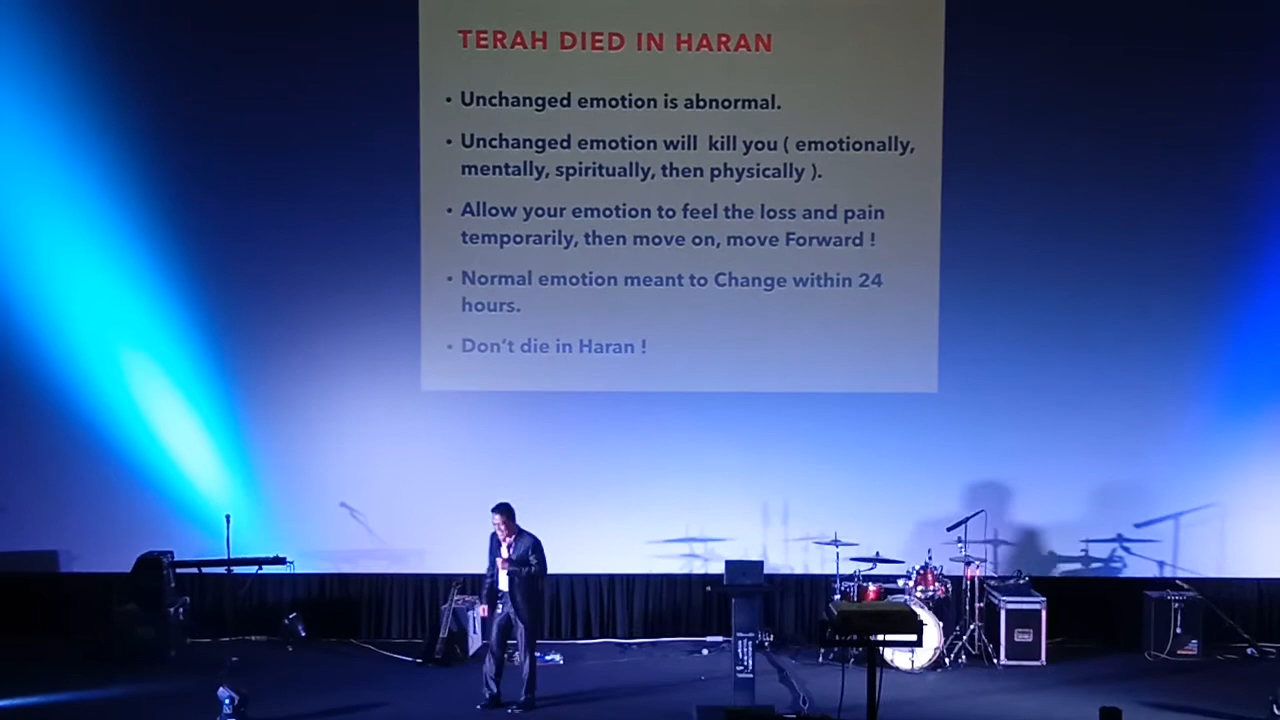 TERAH DIED IN HARAN
• Unchanged emotion is abnormal.
• Unchanged emotion will kill you ( emotionally,
mentally, spiritually, then physically ).
• Allow your emotion to feel the loss and pain
temporarily, then move on, move Forward !
• Normal emotion meant to Change within 24
hours.
• Don't die in Haran !